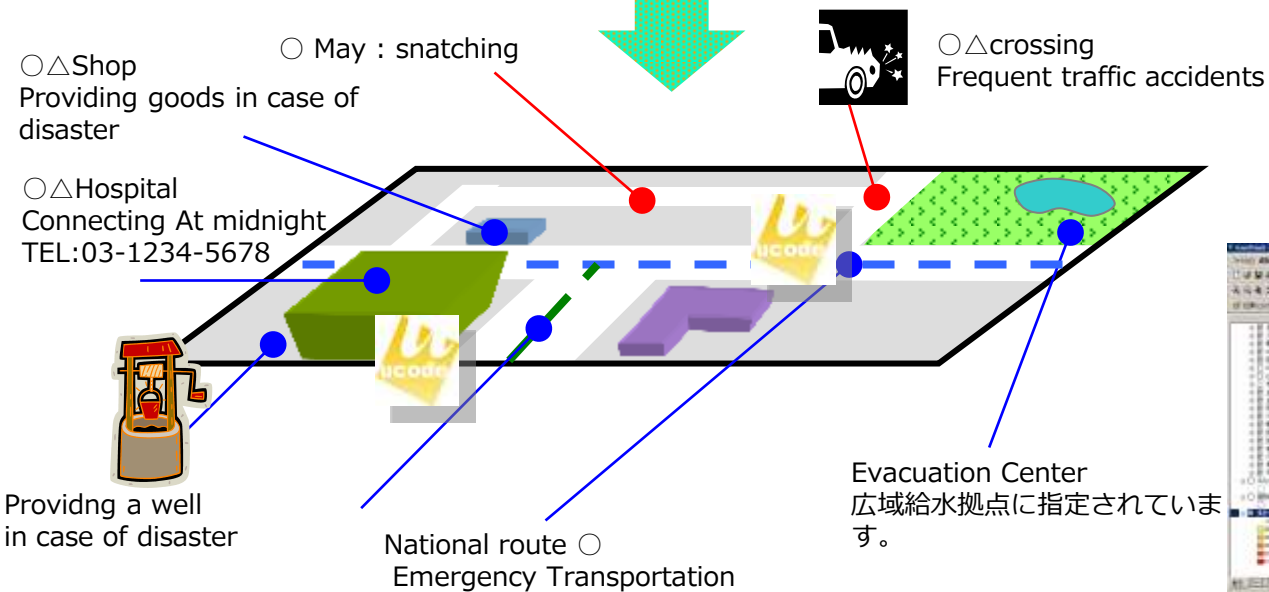 ○△Shop
Providing goods in case of
disaster
○ May : snatching
○△crossing
Frequent traffic accidents
○△Hospital
Connecting At midnight
TEL:03-1234-5678
ucode
ucode
Providng a well
in case of disaster
National route ○
Emergency Transportation
Evacuation Center
広域給水拠点に指定されていま
す。